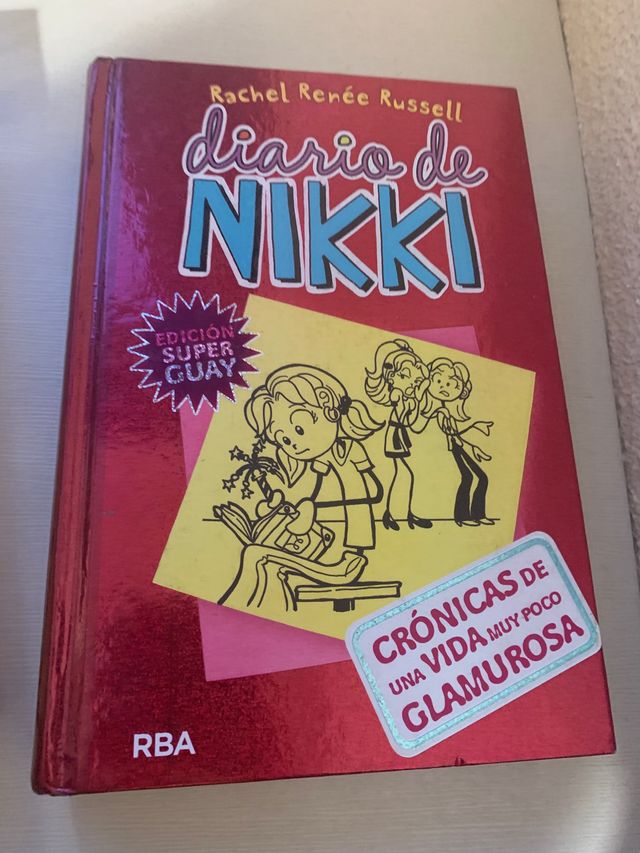 Rachel Renée Russell
diario de
NIKKI
EDICIÓN
SUPER
GUAY
CRÓNICAS DE
UNA VIDA MUY POCO
GLAMUROSA
RBA